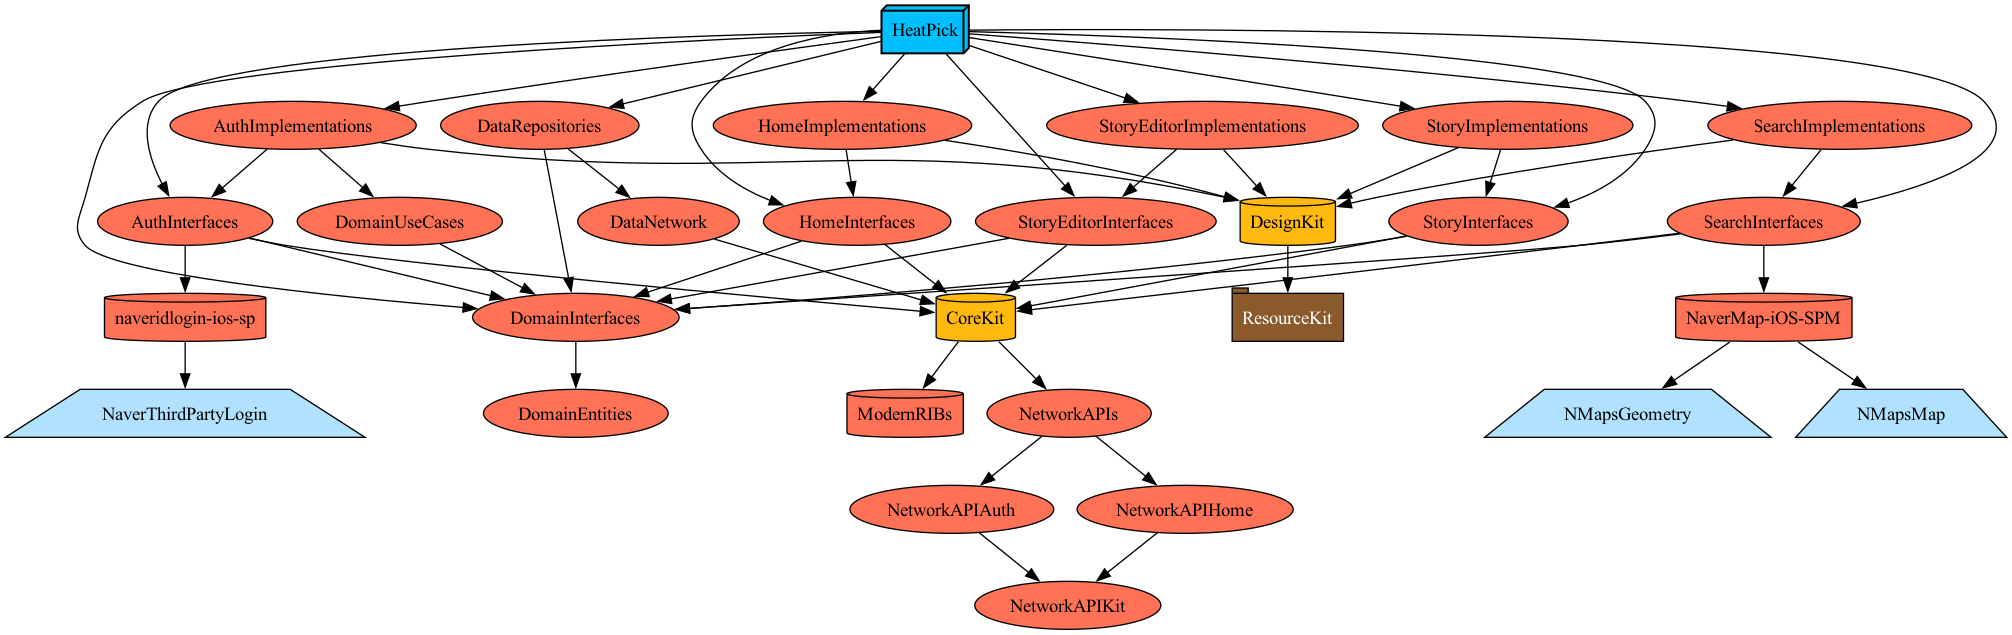 HeatPick
AuthImplementations
DataRepositories
HomeImplementations
StoryEditorImplementations
StoryImplementations
SearchImplementations
AuthInterfaces
DomainUseCases
DataNetwork
HomeInterfaces
StoryEditorInterfaces
DesignKit
StoryInterfaces
SearchInterfaces
naveridlogin-ios-sp
DomainInterfaces
CoreKit
ResourceKit
NaverMap-iOS-SPM
NaverThirdPartyLogin
DomainEntities
ModernRIBs
NetworkAPIs
NMapsGeometry
NMapsMap
NetworkAPIAuth
NetworkAPIHome
NetworkAPIKit